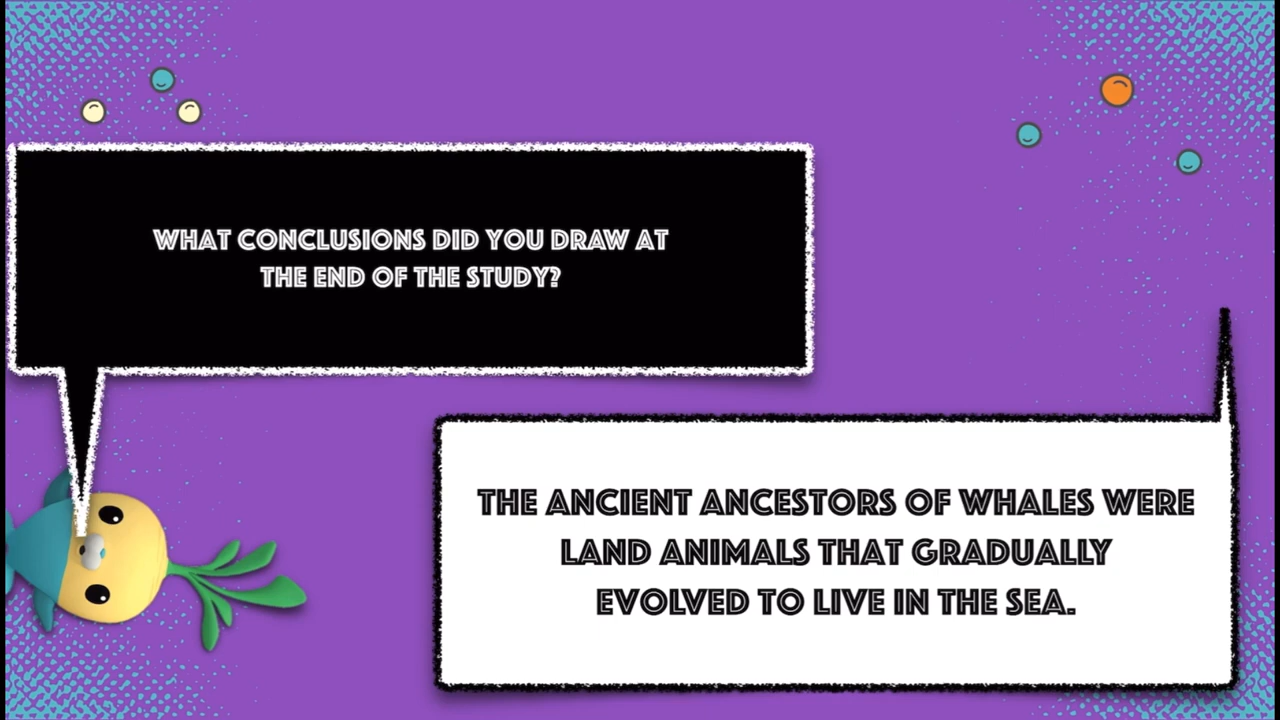 WHAT CONCLUSIONS DID YOU DRAW AT
THE END OF THE STUDY?
THE ANCIENT ANCESTORS OF WHALES WERE
LAND ANIMALS THAT GRADUALLY
EVOLVED TO LIVE IN THE SEA.